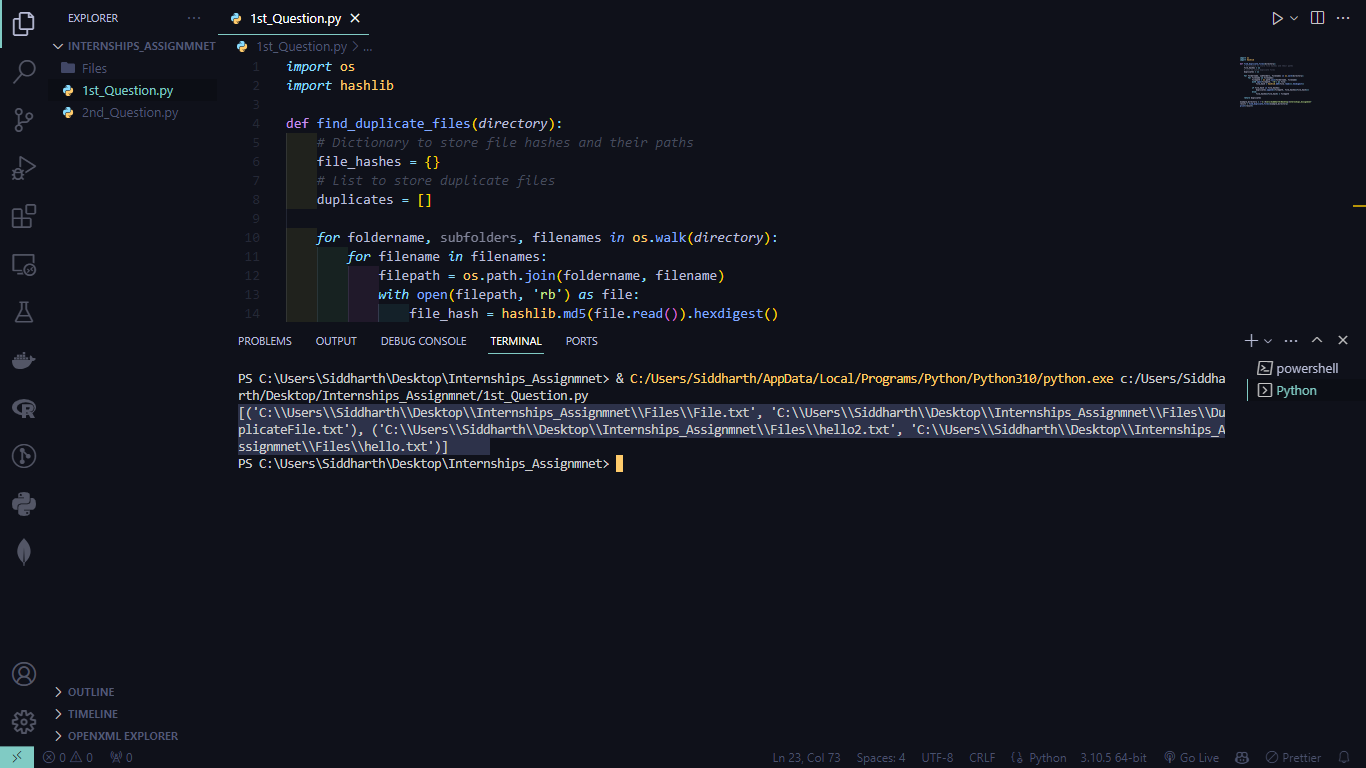 EXPLORER
1st_Question.py
INTERNSHIPS_ASSIGNMNET
Files
1st_Question.py
2nd_Question.py
1st_Question.py > ...
1 import os
2 import hashlib
3
4 def find_duplicate_files(directory):
5 # Dictionary to store file hashes and their paths
6 file_hashes = {}
7 # List to store duplicate files
8 duplicates = []
9
10 for foldername, subfolders, filenames in os.walk(directory):
11 for filename in filenames:
12 filepath = os.path.join(foldername, filename)
13 with open(filepath, 'rb') as file:
14 file_hash = hashlib.md5(file.read()).hexdigest()
PROBLEMS OUTPUT DEBUG CONSOLE TERMINAL PORTS
powershell
Python
PS C:\Users\Siddharth\Desktop\Internships_Assignmnet> & C:/Users/Siddharth/AppData/Local/Programs/Python/Python310/python.exe c:/Users/Siddha
rth/Desktop/Internships_Assignmnet/1st_Question.py
[('C:\\Users\\Siddharth\\Desktop\\Internships_Assignmnet\\Files\\File.txt', 'C:\\Users\\Siddharth\\Desktop\\Internships_Assignmnet\\Files\\Du
plicateFile.txt'), ('C:\\Users\\Siddharth\\Desktop\\Internships_Assignmnet\\Files\\hello2.txt', 'C:\\Users\\Siddharth\\Desktop\\Internships_A
ssignmnet\\Files\\hello.txt')]
PS C:\Users\Siddharth\Desktop\Internships_Assignmnet>
OUTLINE
TIMELINE
OPENXML EXPLORER
0 0 0 Ln 23, Col 73 Spaces: 4 UTF-8 CRLF Python 3.10.5 64-bit Go Live Prettier